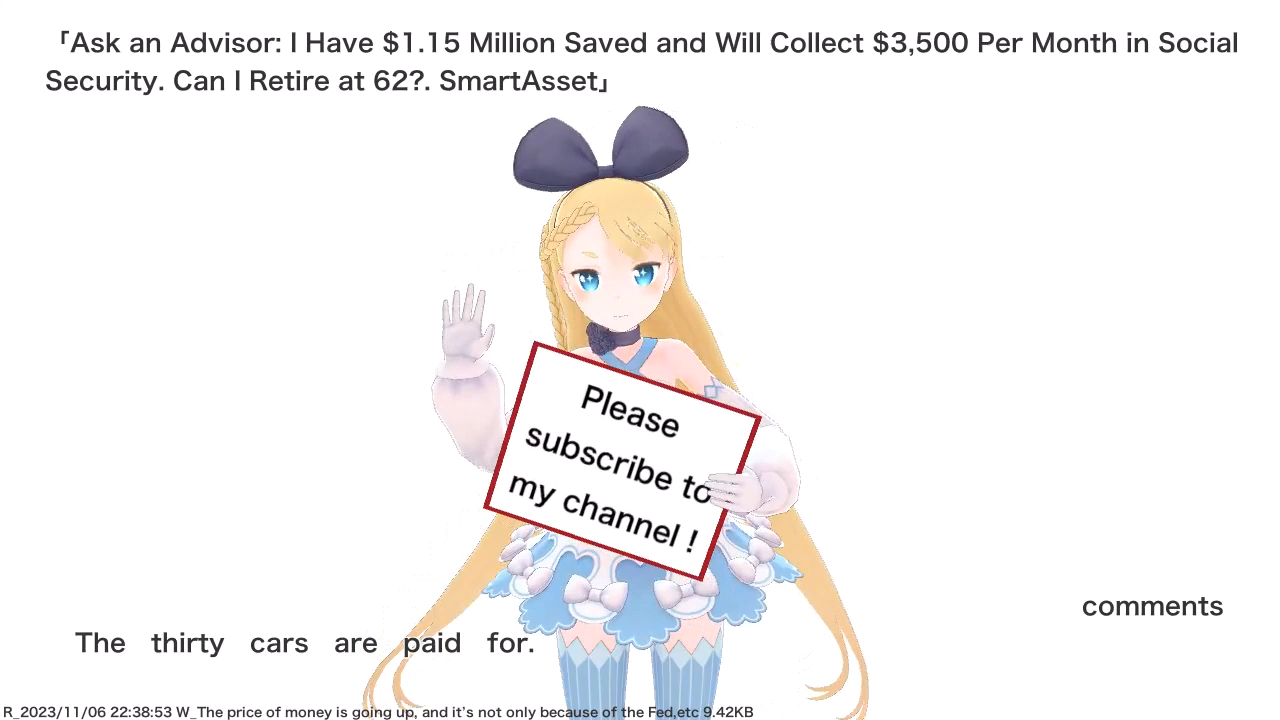 「Ask an Advisor: I Have $1.15 Million Saved and Will Collect $3,500 Per Month in Social
Security. Can I Retire at 62?. SmartAsset」
Please
subscribe to
my channel !
comments
The thirty cars are paid for.
R_2023/11/06 22:38:53 W_The price of money is going up, and it's not only because of the Fed,etc 9.42KB